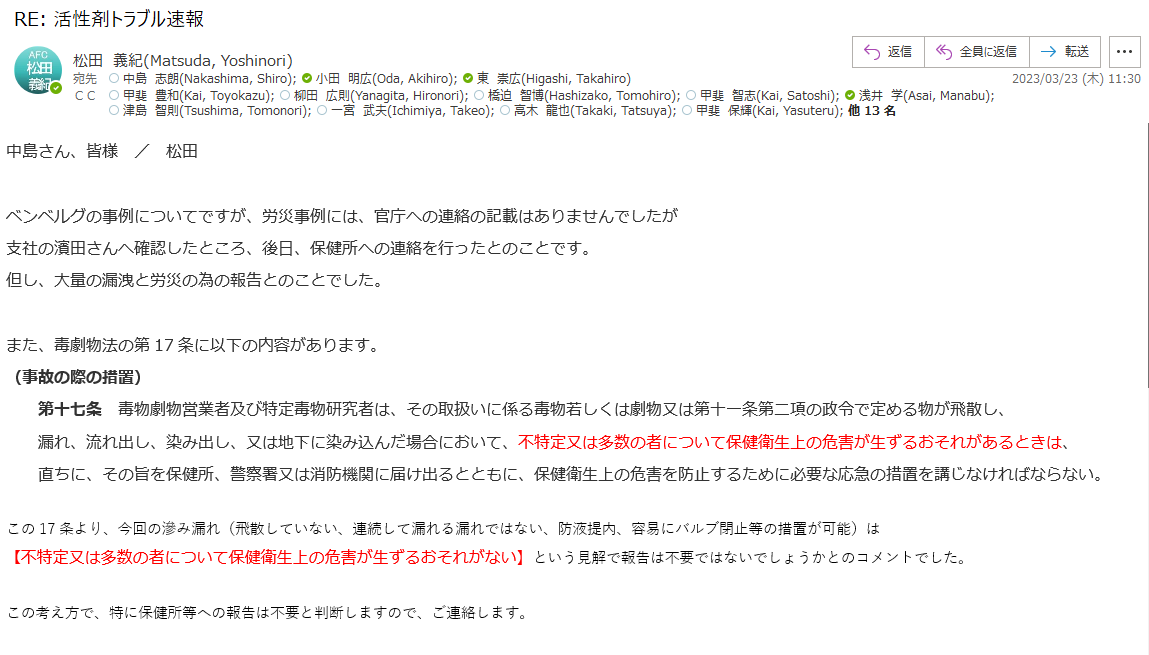 RE: 活性剤トラブル速報
AFC
松田
義紀
松田 義紀(Matsuda, Yoshinori)
返信
全員に返信
転送
宛先 中島 志朗(Nakashima, Shiro); 小田 明広(Oda, Akihiro); 東 崇広(Higashi, Takahiro)
2023/03/23 (木) 11:30
ＣＣ 甲斐 豊和(Kai, Toyokazu); 柳田 広則(Yanagita, Hironori); 橋迫 智博(Hashizako, Tomohiro); 甲斐 智志(Kai, Satoshi); 浅井 学(Asai, Manabu);
津島 智則(Tsushima, Tomonori); 一宮 武夫(Ichimiya, Takeo); 高木 龍也(Takaki, Tatsuya); 甲斐 保輝(Kai, Yasuteru); 他 13 名
中島さん、皆様 ／ 松田
ベンベルグの事例についてですが、労災事例には、官庁への連絡の記載はありませんでしたが
支社の濱田さんへ確認したところ、後日、保健所への連絡を行ったとのことです。
但し、大量の漏洩と労災の為の報告とのことでした。
また、毒劇物法の第 17 条に以下の内容があります。
（事故の際の措置）
第十七条 毒物劇物営業者及び特定毒物研究者は、その取扱いに係る毒物若しくは劇物又は第十一条第二項の政令で定める物が飛散し、
漏れ、流れ出し、染み出し、又は地下に染み込んだ場合において、不特定又は多数の者について保健衛生上の危害が生ずるおそれがあるときは、
直ちに、その旨を保健所、警察署又は消防機関に届け出るとともに、保健衛生上の危害を防止するために必要な応急の措置を講じなければならない。
この 17 条より、今回の滲み漏れ（飛散していない、連続して漏れる漏れではない、防液提内、容易にバルブ閉止等の措置が可能）は
【不特定又は多数の者について保健衛生上の危害が生ずるおそれがない】という見解で報告は不要ではないでしょうかとのコメントでした。
この考え方で、特に保健所等への報告は不要と判断しますので、ご連絡します。